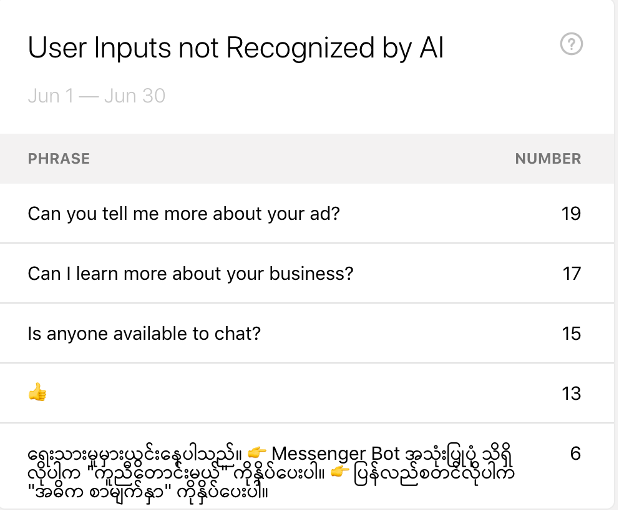 User Inputs not Recognized by AI
?
Jun 1 — Jun 30
PHRASE NUMBER
Can you tell me more about your ad? 19
Can I learn more about your business? 17
Is anyone available to chat? 15
👍 13
ရေးသားမှုမှားယွင်းနေပါသည်။ 👉 Messenger Bot အသုံးပြုပုံ သိရှိ 6
လိုပါက "ကူညီတောင်းမယ်" ကိုနှိပ်ပေးပါ။ 👉 ပြန်လည်စတင်လိုပါက
"အဓိက စာမျက်နှာ" ကိုနှိပ်ပေးပါ။